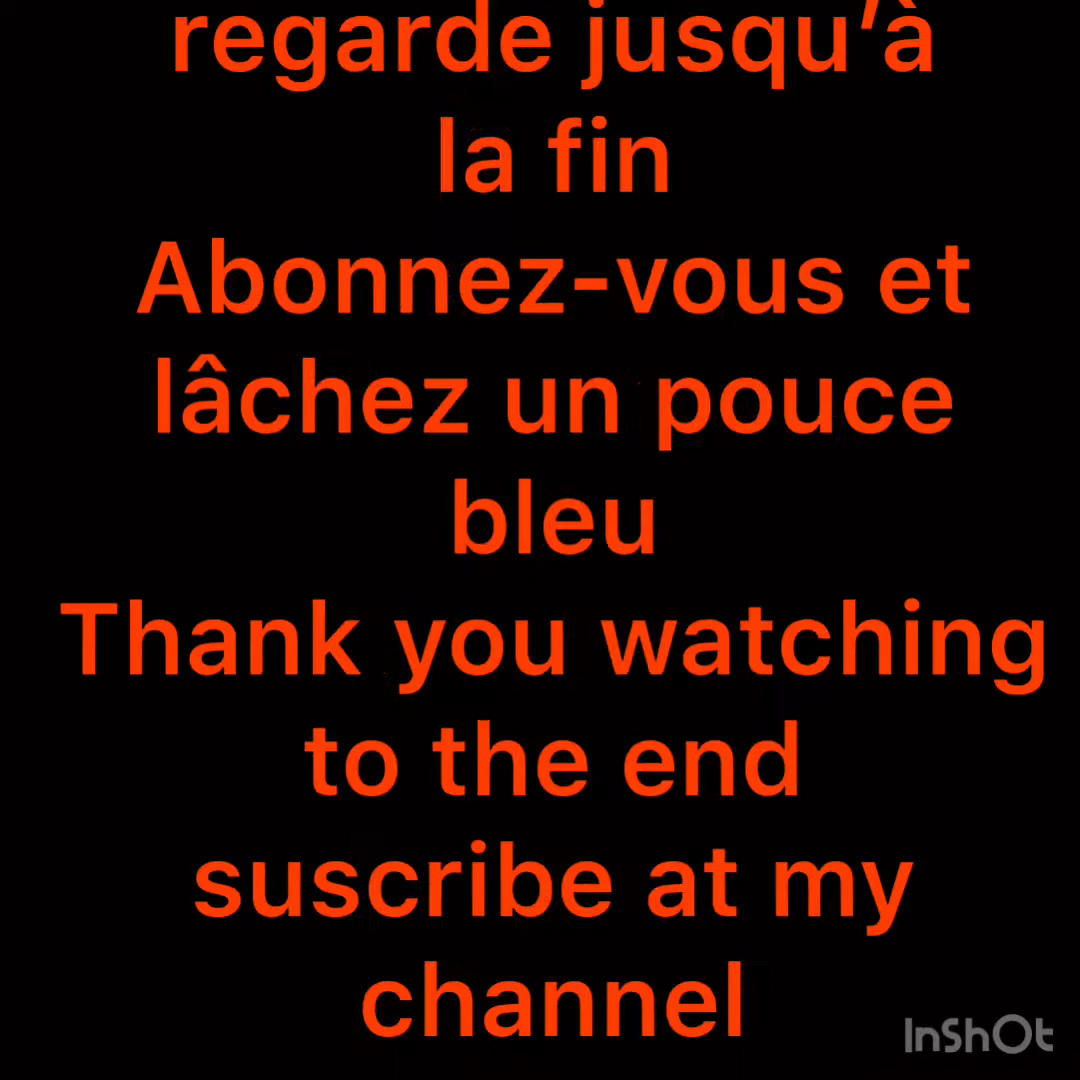 regarde jusqu’à
la fin
Abonnez-vous et
lâchez un pouce
bleu
Thank you watching
to the end
suscribe at my
channel
InShOt